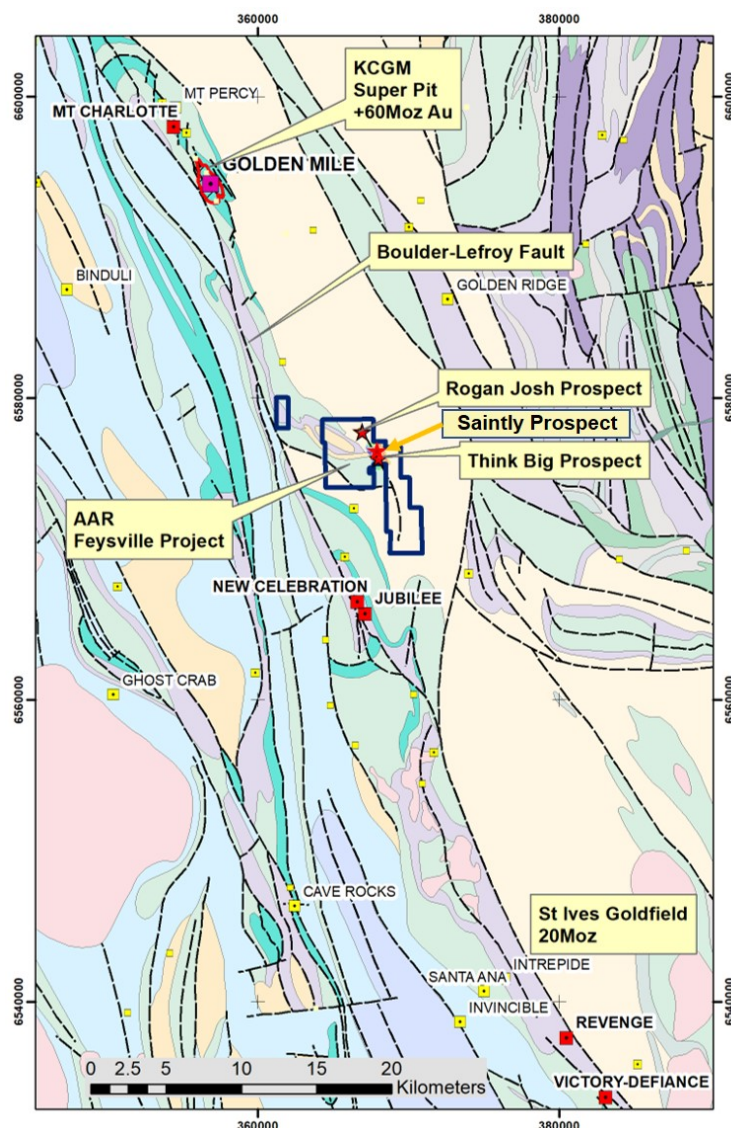 360000
380000
6600000
6600000
MT PERCY
MT CHARLOTTE
KCGM
Super Pit
+60Moz Au
GOLDEN MILE
Boulder-Lefroy Fault
BINDULI
GOLDEN RIDGE
6580000
6580000
Rogan Josh Prospect
Saintly Prospect
Think Big Prospect
AAR
Feysville Project
NEW CELEBRATION
JUBILEE
GHOST CRAB
6560000
6560000
CAVE ROCKS
St Ives Goldfield
20Moz
INTREPIDE
SANTA ANA
INVINCIBLE
6540000
6540000
REVENGE
0 2.5 5 10 15 20
Kilometers
VICTORY-DEFIANCE
360000
380000